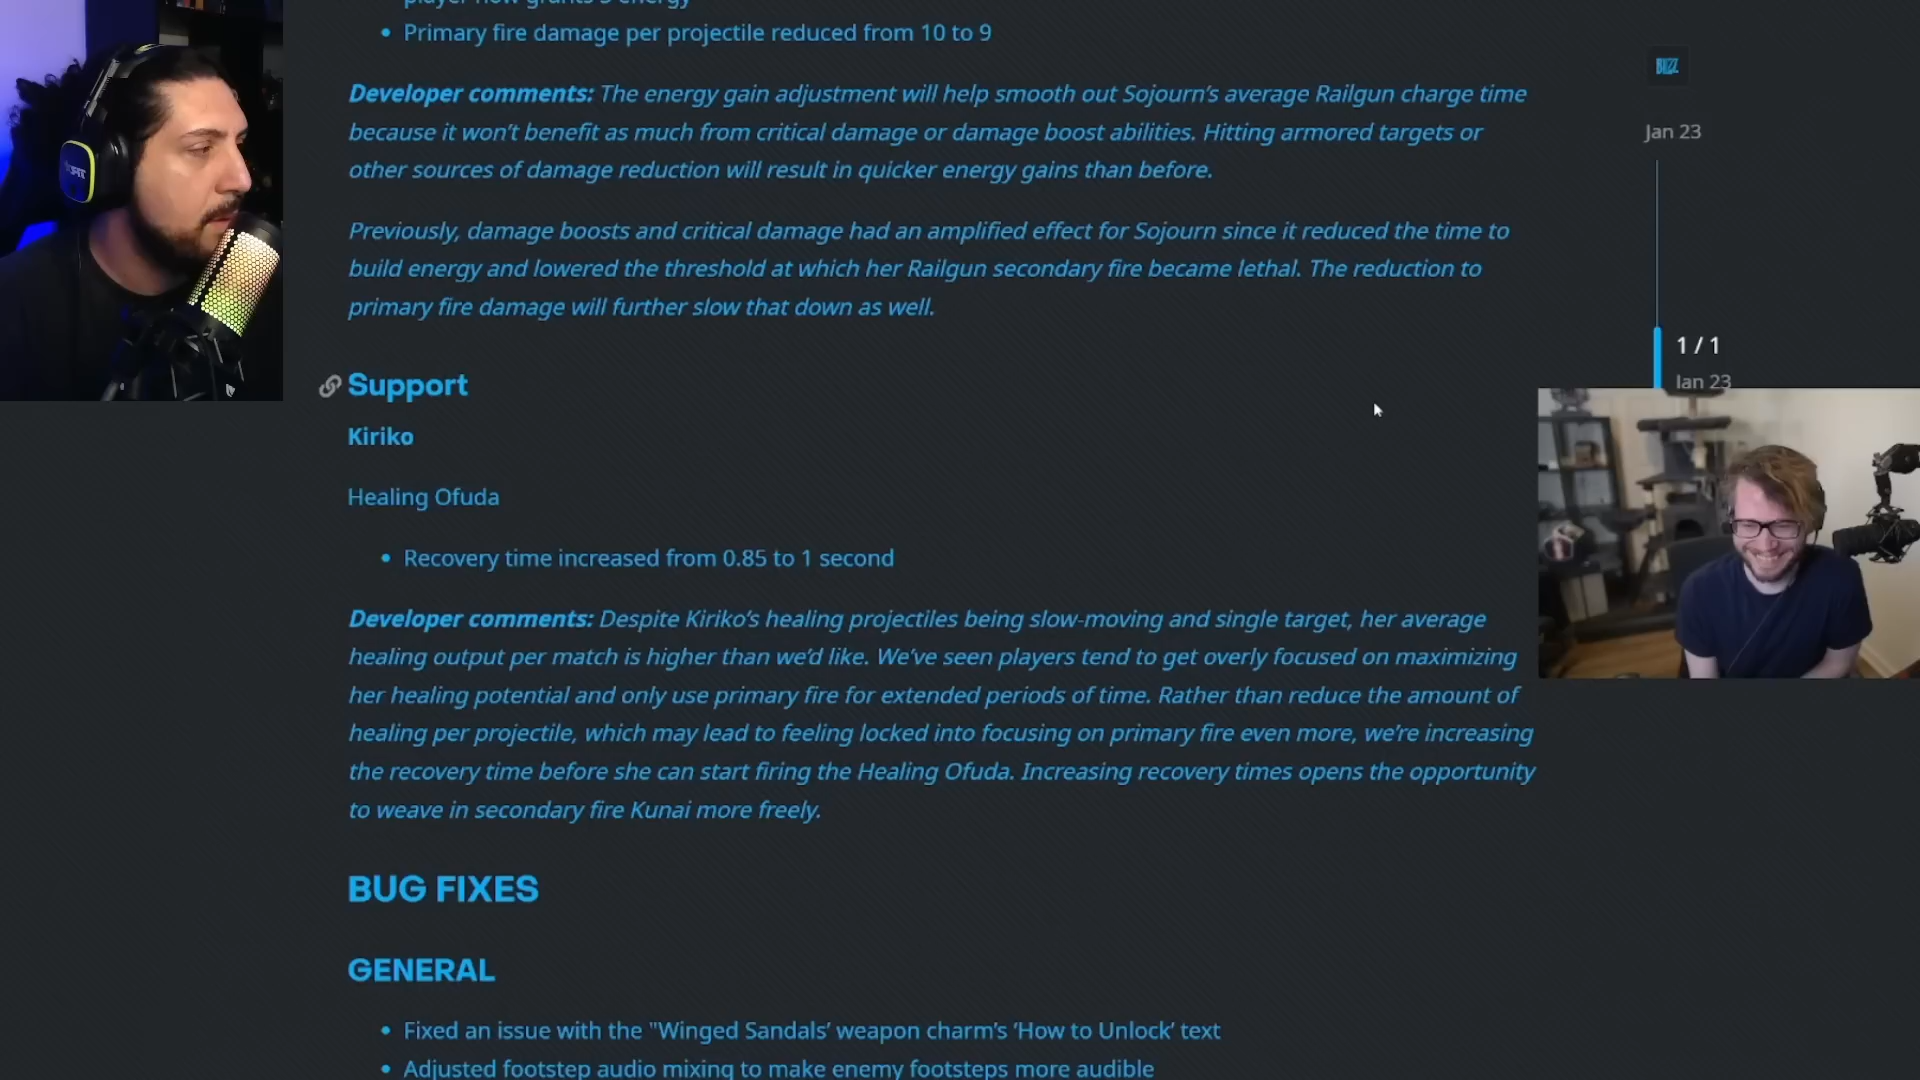 player now grants 5 energy
• Primary fire damage per projectile reduced from 10 to 9
Developer comments: The energy gain adjustment will help smooth out Sojourn's average Railgun charge time
because it won't benefit as much from critical damage or damage boost abilities. Hitting armored targets or
other sources of damage reduction will result in quicker energy gains than before.
Previously, damage boosts and critical damage had an amplified effect for Sojourn since it reduced the time to
build energy and lowered the threshold at which her Railgun secondary fire became lethal. The reduction to
primary fire damage will further slow that down as well.
Support
Kiriko
Healing Ofuda
• Recovery time increased from 0.85 to 1 second
Developer comments: Despite Kiriko's healing projectiles being slow-moving and single target, her average
healing output per match is higher than we'd like. We've seen players tend to get overly focused on maximizing
her healing potential and only use primary fire for extended periods of time. Rather than reduce the amount of
healing per projectile, which may lead to feeling locked into focusing on primary fire even more, we're increasing
the recovery time before she can start firing the Healing Ofuda. Increasing recovery times opens the opportunity
to weave in secondary fire Kunai more freely.
BUG FIXES
GENERAL
• Fixed an issue with the "Winged Sandals' weapon charm's 'How to Unlock' text
• Adjusted footstep audio mixing to make enemy footsteps more audible
BLIZZ
Jan 23
1 / 1
Jan 23